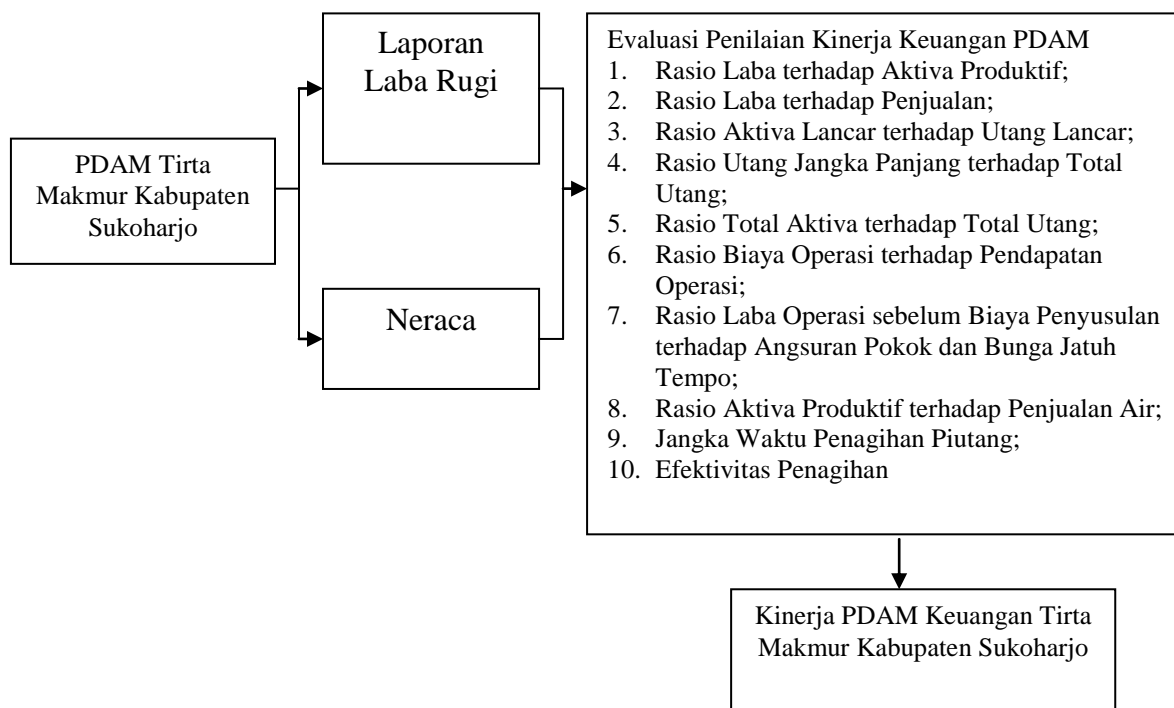 PDAM Tirta
Makmur Kabupaten
Sukoharjo
Laporan
Laba Rugi
Neraca
Evaluasi Penilaian Kinerja Keuangan PDAM
1. Rasio Laba terhadap Aktiva Produktif;
2. Rasio Laba terhadap Penjualan;
3. Rasio Aktiva Lancar terhadap Utang Lancar;
4. Rasio Utang Jangka Panjang terhadap Total
Utang;
5. Rasio Total Aktiva terhadap Total Utang;
6. Rasio Biaya Operasi terhadap Pendapatan
Operasi;
7. Rasio Laba Operasi sebelum Biaya Penyusulan
terhadap Angsuran Pokok dan Bunga Jatuh
Tempo;
8. Rasio Aktiva Produktif terhadap Penjualan Air;
9. Jangka Waktu Penagihan Piutang;
10. Efektivitas Penagihan
Kinerja PDAM Keuangan Tirta
Makmur Kabupaten Sukoharjo